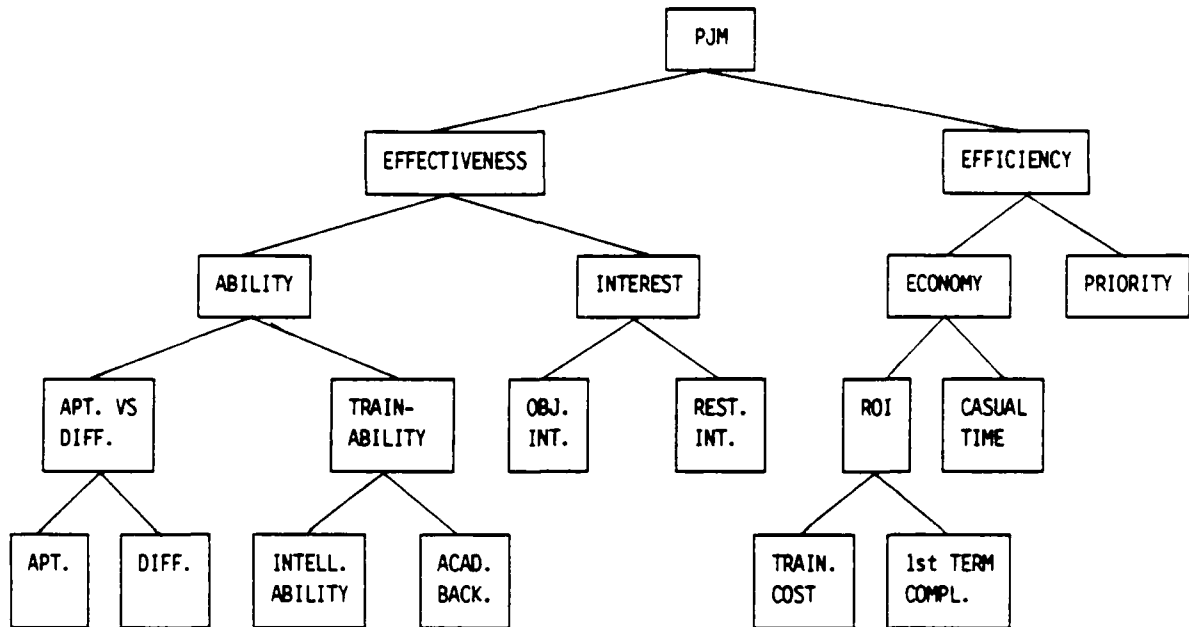 PJM
EFFECTIVENESS
EFFICIENCY
ABILITY
INTEREST
ECONOMY
PRIORITY
APT. VS
DIFF.
TRAIN-
ABILITY
OBJ.
INT.
REST.
INT.
ROI
CASUAL
TIME
APT.
DIFF.
INTELL.
ABILITY
ACAD.
BACK.
TRAIN.
COST
1st TERM
COMPL.